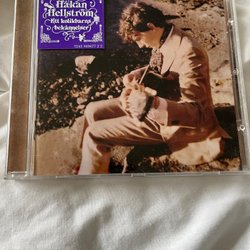 Håkan
Hellström
Ett kolikbarns
bekännelser